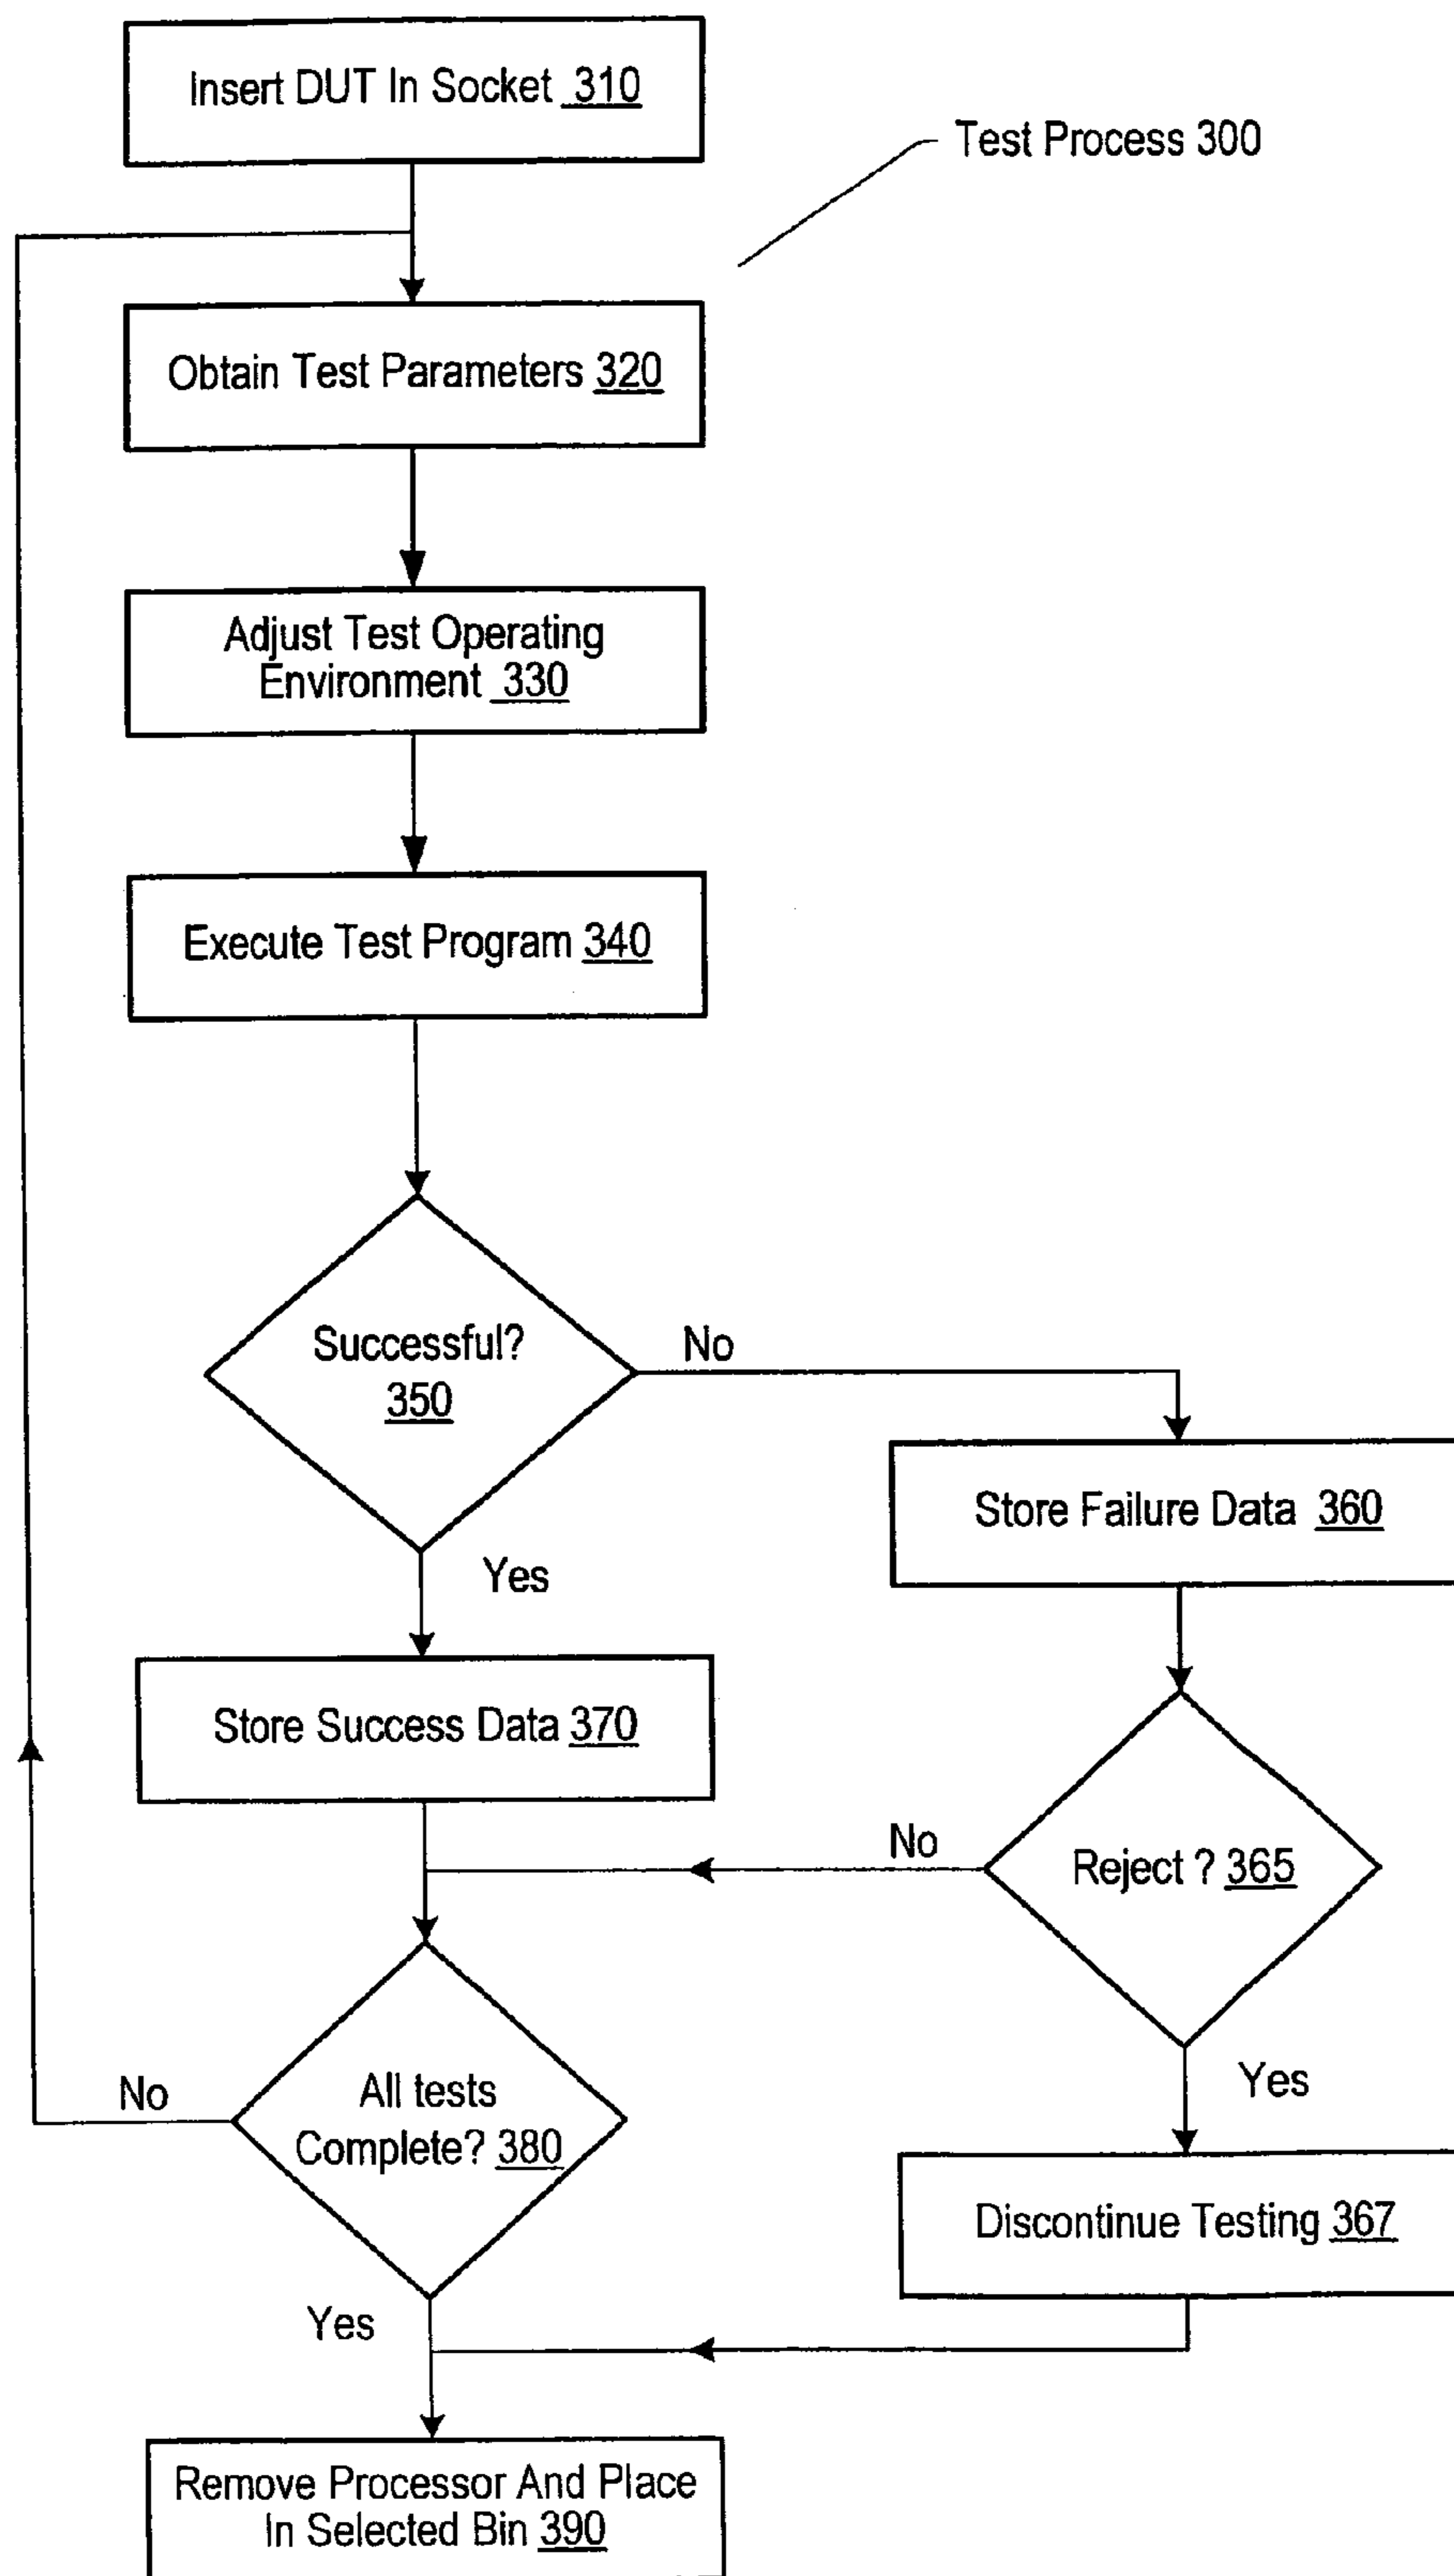 Insert DUT In Socket 310
Test Process 300
Obtain Test Parameters 320
Adjust Test Operating
Environment 330
Execute Test Program 340
Successful?
350
No
Yes
Store Failure Data 360
Store Success Data 370
No
Reject ? 365
Yes
No
All tests
Complete? 380
Discontinue Testing 367
Yes
Remove Processor And Place
In Selected Bin 390